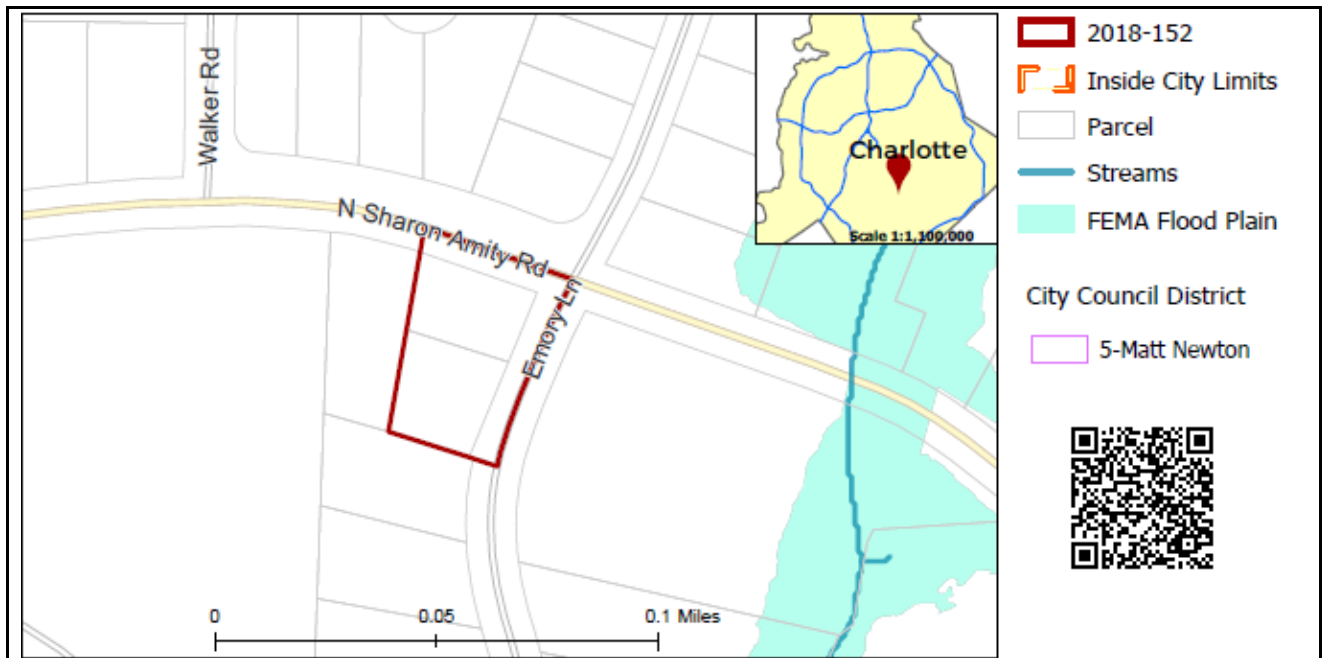 Walker Rd
N Sharon Amity Rd
Emory Ln
0 0.05 0.1 Miles
Charlotte
Scale 1:1,100,000
2018-152
Inside City Limits
Parcel
Streams
FEMA Flood Plain
City Council District
5-Matt Newton